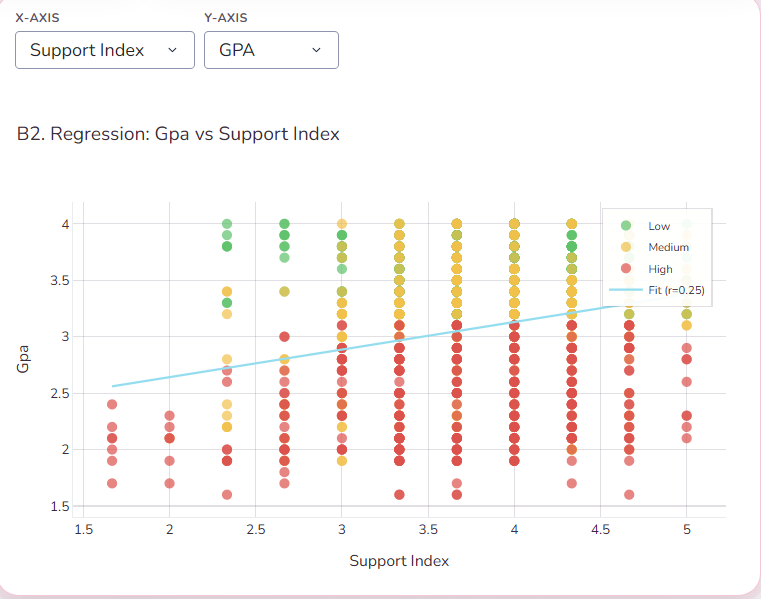 X-AXIS Y-AXIS
Support Index GPA
B2. Regression: Gpa vs Support Index
Low
Medium
High
Fit (r=0.25)
4
3.5
3
2.5
2
1.5
Gpa
1.5 2 2.5 3 3.5 4 4.5 5
Support Index